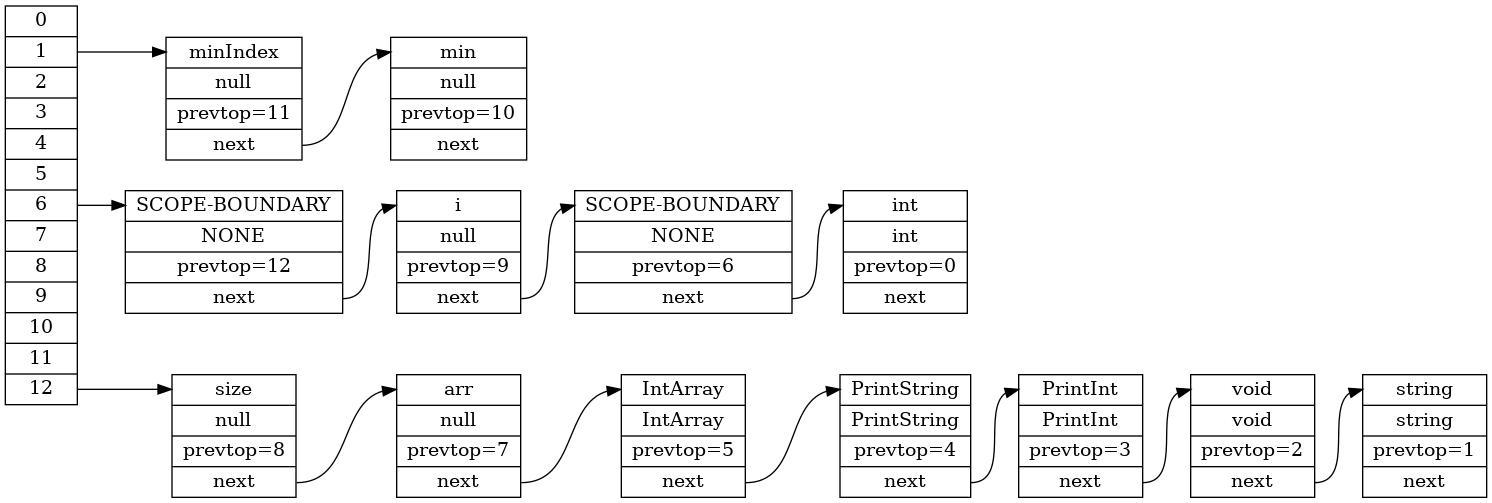 0
1
2
3
4
5
6
7
8
9
10
11
12
minIndex
null
prevtop=11
next
min
null
prevtop=10
next
SCOPE-BOUNDARY
NONE
prevtop=12
next
i
null
prevtop=9
next
SCOPE-BOUNDARY
NONE
prevtop=6
next
int
int
prevtop=0
next
size
null
prevtop=8
next
arr
null
prevtop=7
next
IntArray
IntArray
prevtop=5
next
PrintString
PrintString
prevtop=4
next
PrintInt
PrintInt
prevtop=3
next
void
void
prevtop=2
next
string
string
prevtop=1
next